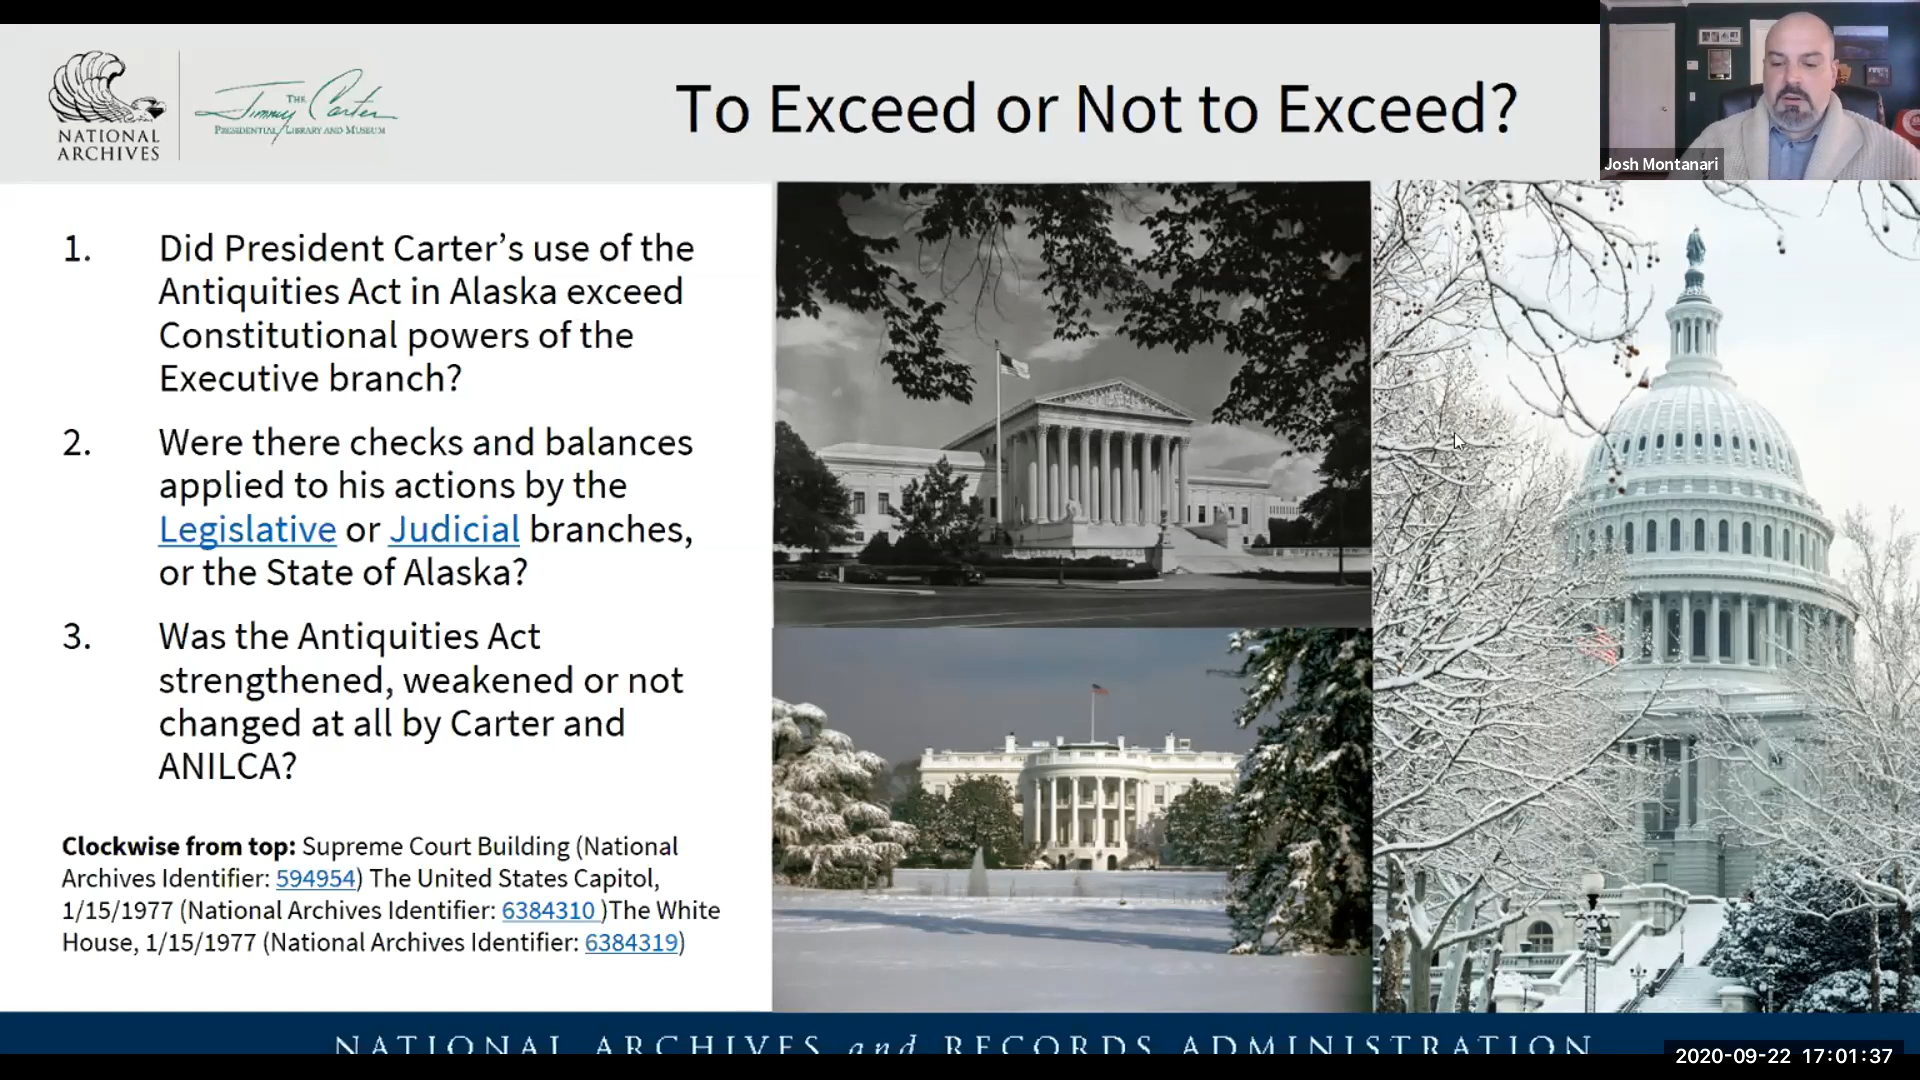 NATIONAL
ARCHIVES
THE
Jimmy Carter
PRESIDENTIAL LIBRARY AND MUSEUM
To Exceed or Not to Exceed?
Josh Montanari
1. Did President Carter’s use of the
Antiquities Act in Alaska exceed
Constitutional powers of the
Executive branch?
2. Were there checks and balances
applied to his actions by the
Legislative or Judicial branches,
or the State of Alaska?
3. Was the Antiquities Act
strengthened, weakened or not
changed at all by Carter and
ANILCA?
Clockwise from top: Supreme Court Building (National
Archives Identifier: 594954) The United States Capitol,
1/15/1977 (National Archives Identifier: 6384310 )The White
House, 1/15/1977 (National Archives Identifier: 6384319)
NATIONAL ARCHIVES and RECORDS ADMINISTRATION
2020-09-22 17:01:37